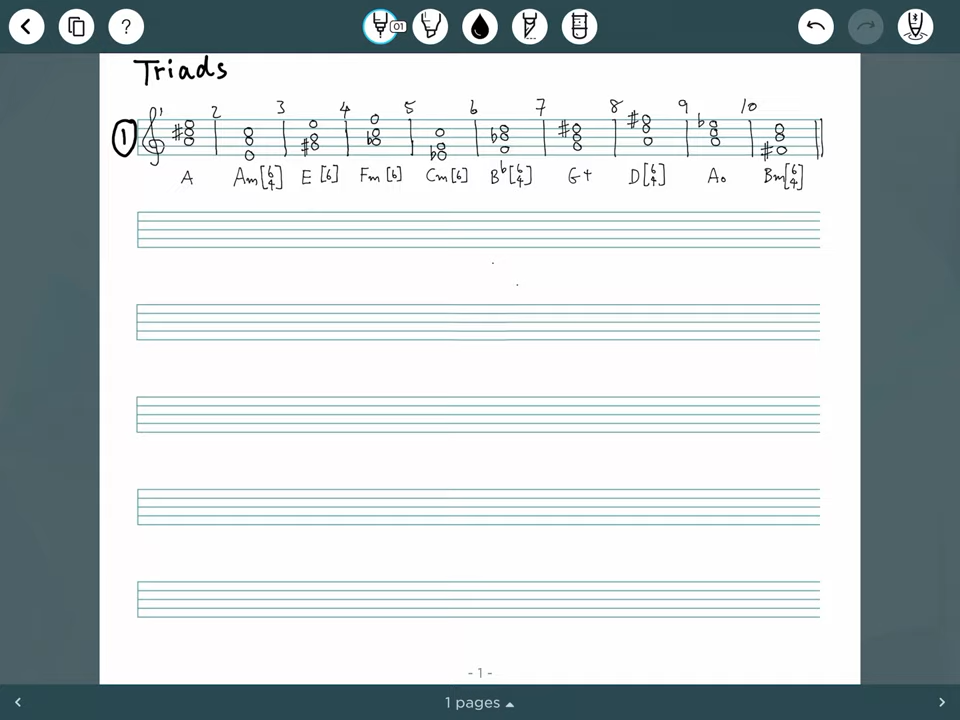 ? 01
Triads
1 2 3 4 5 6 7 8 9 10
①
A Am[6 4] E [6] Fm [6] Cm [6] B♭[6 4] G+ D [6 4] Ao Bm[6 4]
- 1 -
1 pages